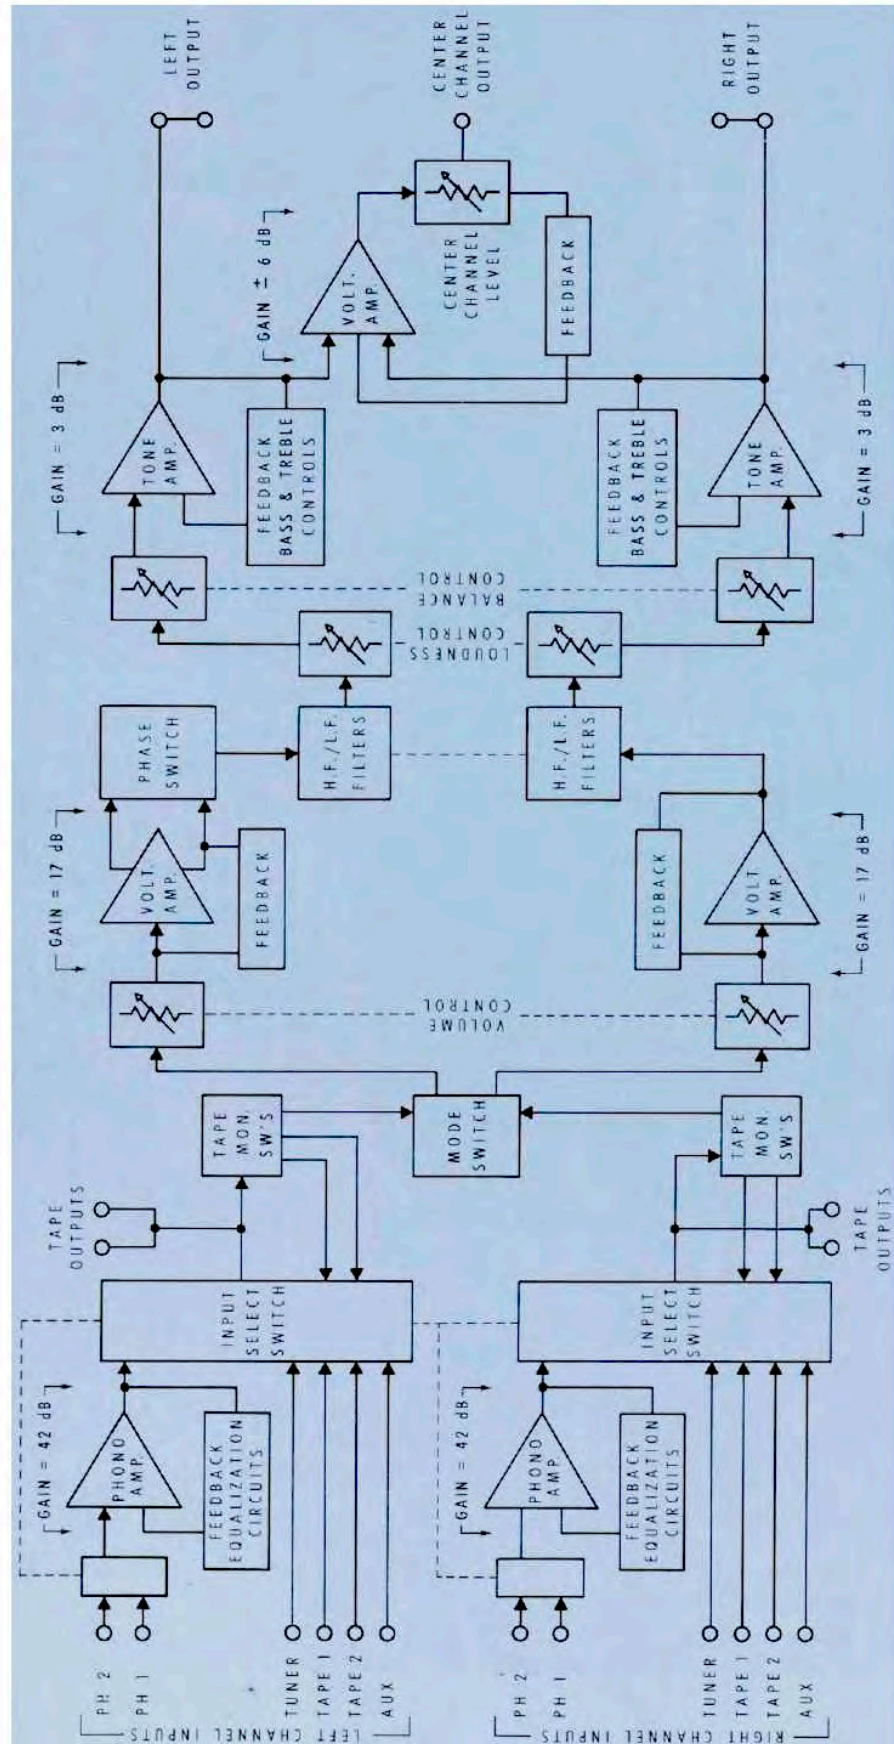 LEFT CHANNEL INPUTS
PH 2
PH 1
TUNER
TAPE 1
TAPE 2
AUX
GAIN = 42 dB
PHONO
AMP.
FEEDBACK
EQUALIZATION
CIRCUITS
INPUT
SELECT
SWITCH
TAPE
OUTPUTS
TAPE
MON.
SW'S
GAIN = 17 dB
VOLT.
AMP.
FEEDBACK
PHASE
SWITCH
H.F./L.F.
FILTERS
GAIN = 3 dB
TONE
AMP.
FEEDBACK
BASS & TREBLE
CONTROLS
LEFT
OUTPUT
MODE
SWITCH
VOLUME
CONTROL
LOUDNESS
CONTROL
BALANCE
CONTROL
GAIN ± 6 dB
VOLT.
AMP.
CENTER
CHANNEL
LEVEL
FEEDBACK
CENTER
CHANNEL
OUTPUT
RIGHT CHANNEL INPUTS
PH 2
PH 1
TUNER
TAPE 1
TAPE 2
AUX
GAIN = 42 dB
PHONO
AMP.
FEEDBACK
EQUALIZATION
CIRCUITS
INPUT
SELECT
SWITCH
TAPE
OUTPUTS
TAPE
MON.
SW'S
FEEDBACK
VOLT.
AMP.
GAIN = 17 dB
H.F./L.F.
FILTERS
FEEDBACK
BASS & TREBLE
CONTROLS
TONE
AMP.
GAIN = 3 dB
RIGHT
OUTPUT